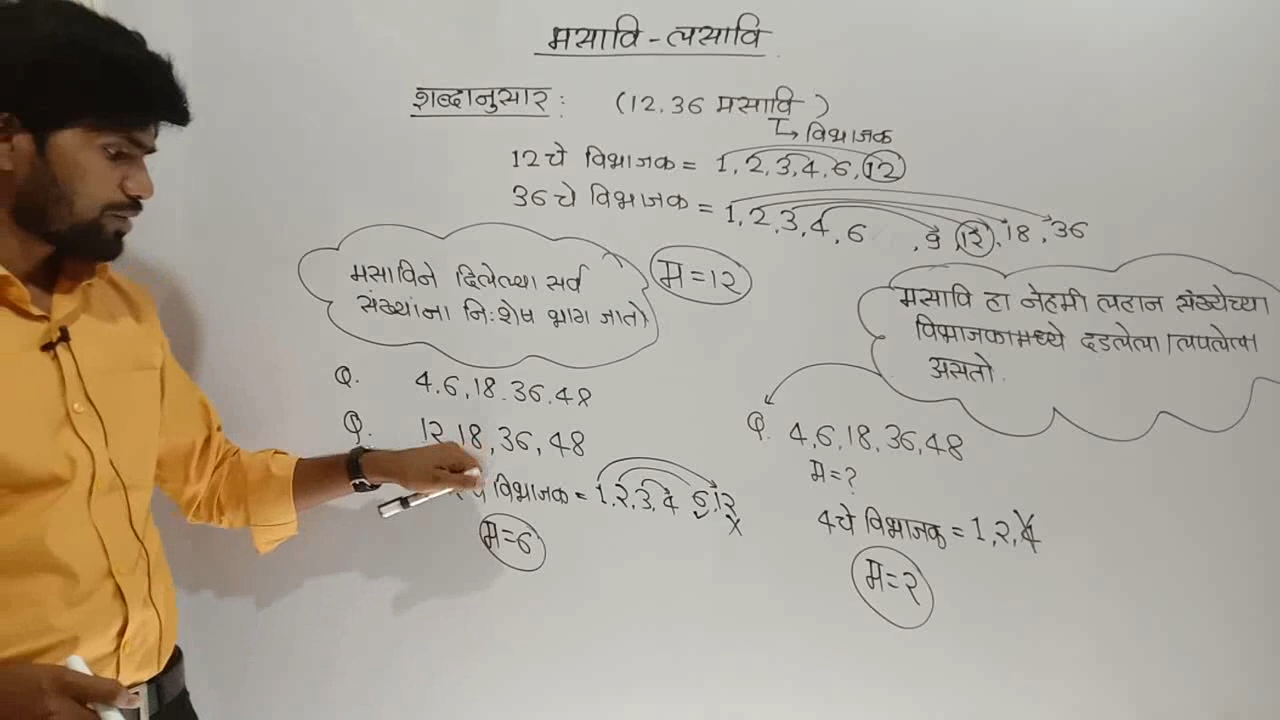 मसावि - लसावि
शब्दानुसार : (12, 36 मसावि)
→ विभाजक
12 चे विभाजक = 1, 2, 3, 4, 6, 12
36 चे विभाजक = 1, 2, 3, 4, 6 , 9, 12, 18, 36
मसाविने दिलेल्या सर्व
संख्यांना नि:शेष भाग जातो
म = 12
मसावि हा नेहमी लहान संख्येच्या
विभाजकामध्ये दडलेला / लपलेला
असतो.
Q. 4, 6, 18, 36, 48
Q. 12, 18, 36, 48
चे विभाजक = 1, 2, 3, 4 6, 12
म = 6
Q. 4, 6, 18, 36, 48
म = ?
4 चे विभाजक = 1, 2, 4
म = 2